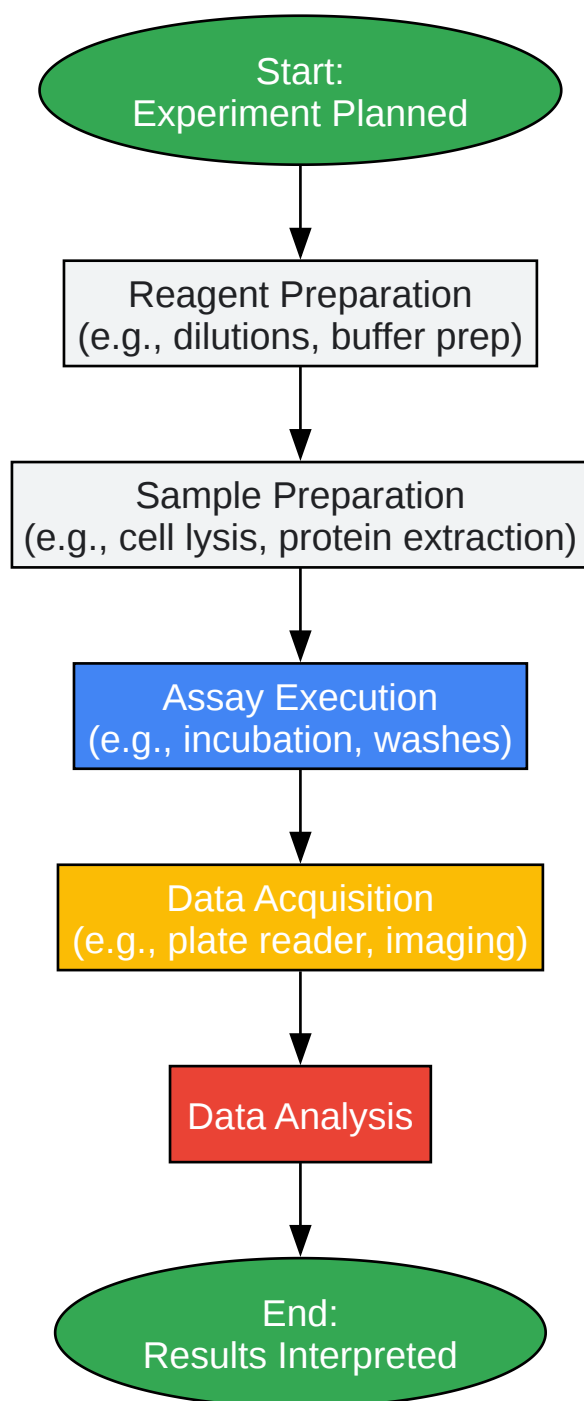 Start:
Experiment Planned
Reagent Preparation
(e.g., dilutions, buffer prep)
Sample Preparation
(e.g., cell lysis, protein extraction)
Assay Execution
(e.g., incubation, washes)
Data Acquisition
(e.g., plate reader, imaging)
Data Analysis
End:
Results Interpreted